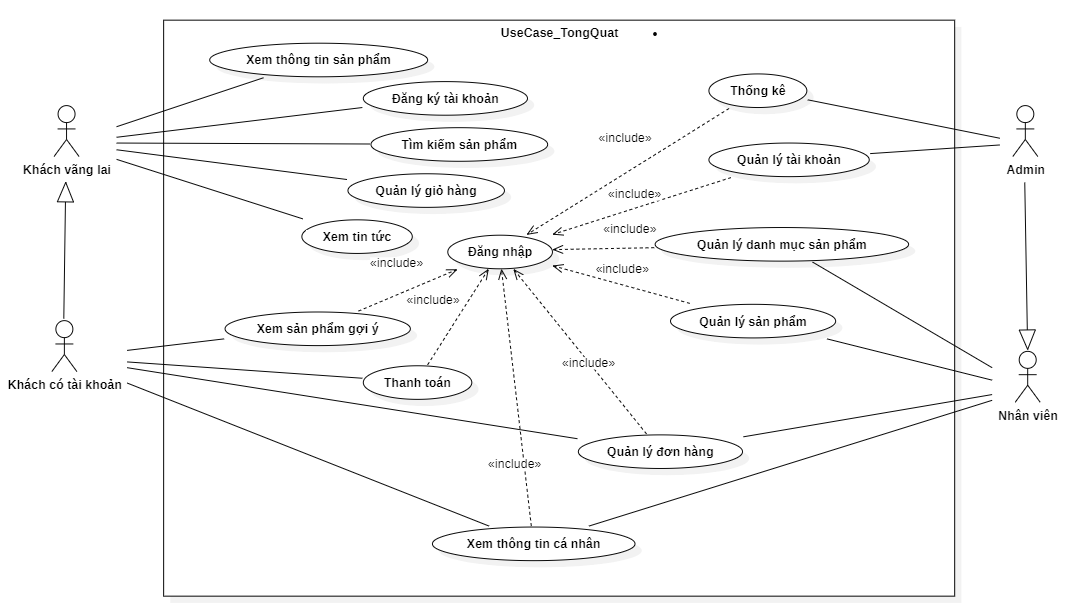 UseCase_TongQuat
Xem thông tin sản phẩm
Đăng ký tài khoản
Thống kê
«include»
Tìm kiếm sản phẩm
Quản lý tài khoản
Khách vãng lai
Admin
Quản lý giỏ hàng
«include»
Xem tin tức
«include»
Quản lý danh mục sản phẩm
Đăng nhập
«include»
«include»
«include»
Xem sản phẩm gợi ý
Quản lý sản phẩm
«include»
Khách có tài khoản
Thanh toán
Nhân viên
Quản lý đơn hàng
«include»
Xem thông tin cá nhân